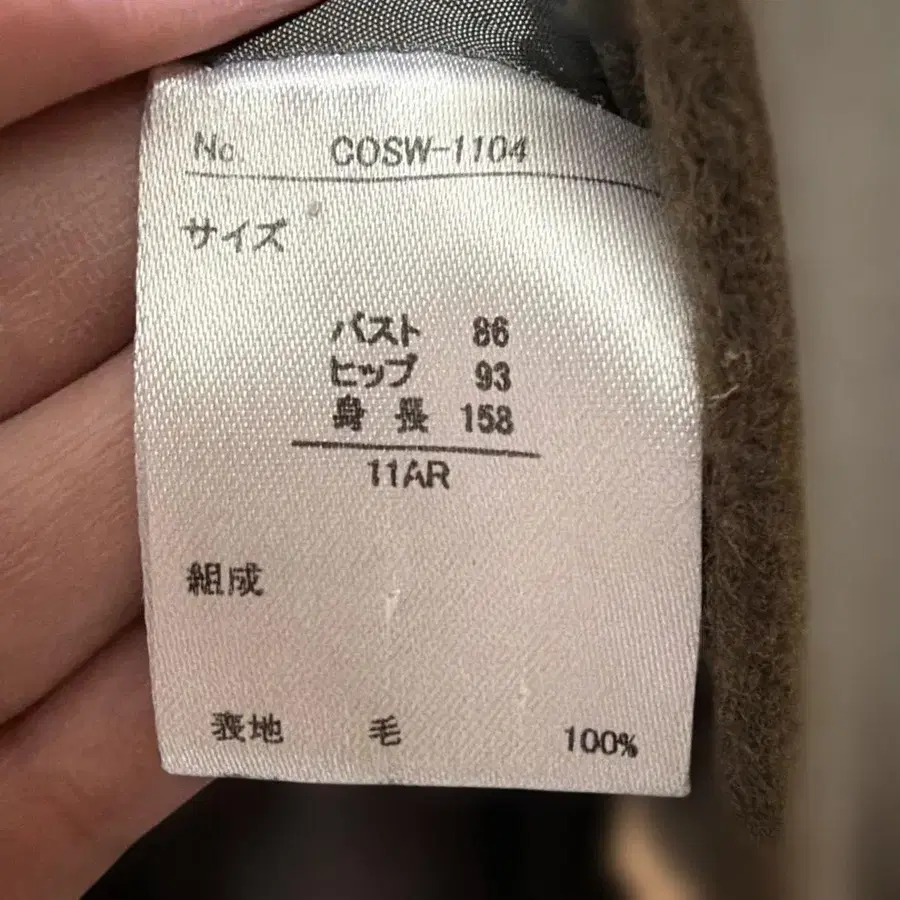 No. COSW-1104
サイズ
バスト 86
ヒップ 93
身長 158
11AR
組成
表地 毛 100%